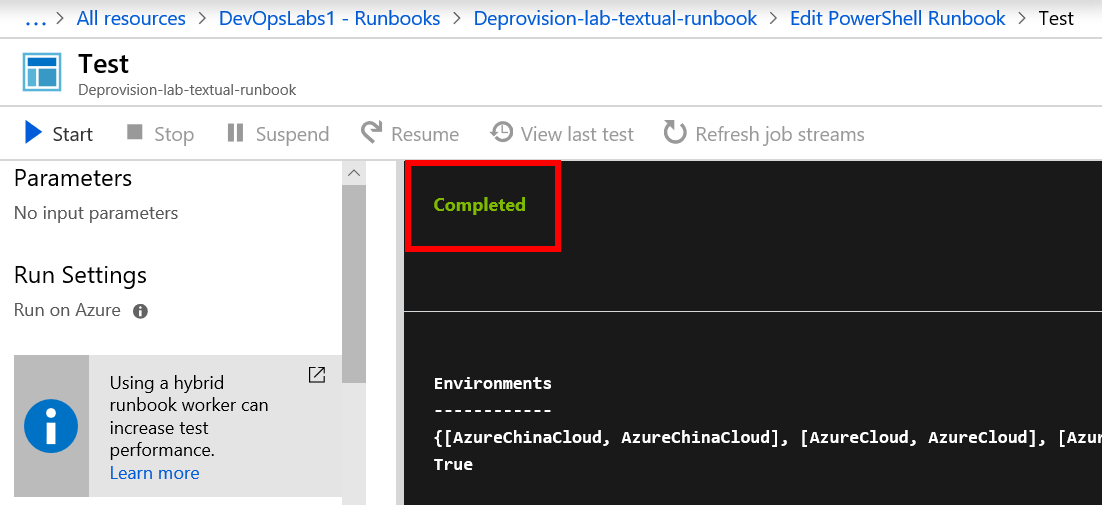 ... > All resources > DevOpsLabs1 - Runbooks > Deprovision-lab-textual-runbook > Edit PowerShell Runbook > Test
Test
Deprovision-lab-textual-runbook
Start Stop Suspend Resume View last test Refresh job streams
Parameters
No input parameters
Run Settings
Run on Azure
Using a hybrid
runbook worker can
increase test
performance.
Learn more
Completed
Environments
------------
{[AzureChinaCloud, AzureChinaCloud], [AzureCloud, AzureCloud], [Azur
True